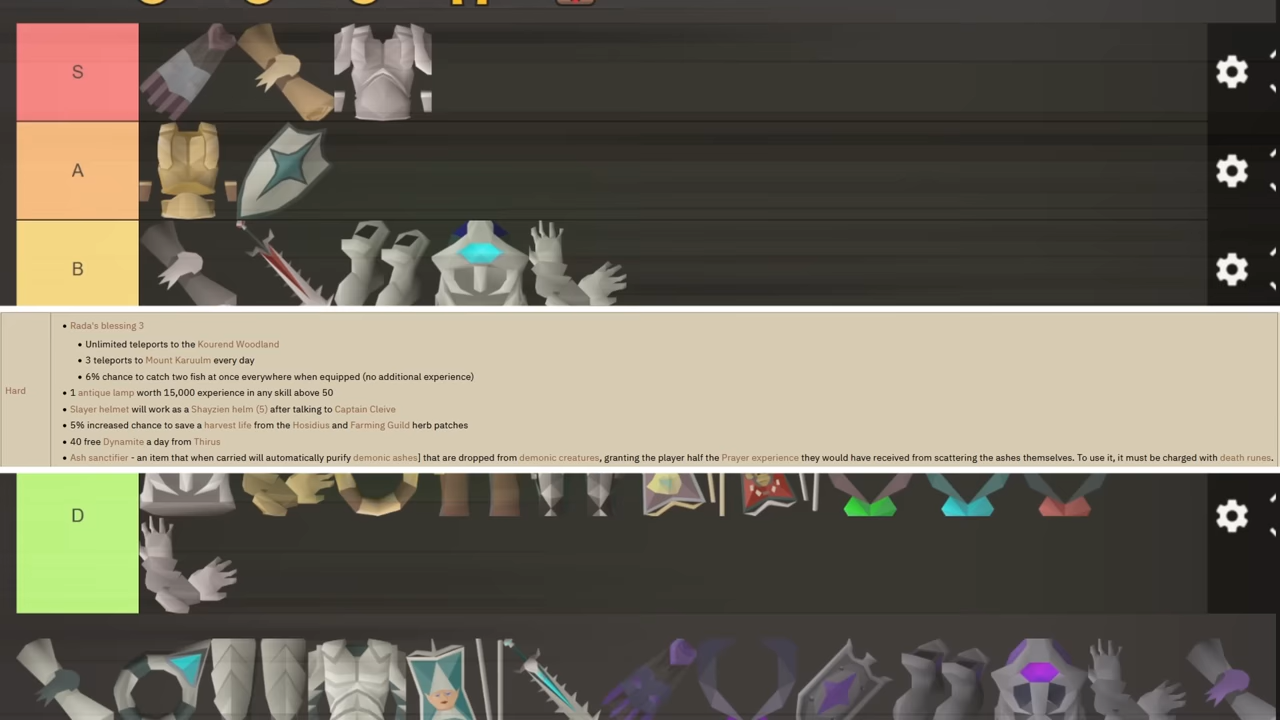 S
A
B
Hard
• Rada's blessing 3
• Unlimited teleports to the Kourend Woodland
• 3 teleports to Mount Karuulm every day
• 6% chance to catch two fish at once everywhere when equipped (no additional experience)
• 1 antique lamp worth 15,000 experience in any skill above 50
• Slayer helmet will work as a Shayzien helm (5) after talking to Captain Cleive
• 5% increased chance to save a harvest life from the Hosidius and Farming Guild herb patches
• 40 free Dynamite a day from Thirus
• Ash sanctifier - an item that when carried will automatically purify demonic ashes] that are dropped from demonic creatures, granting the player half the Prayer experience they would have received from scattering the ashes themselves. To use it, it must be charged with death runes.
D